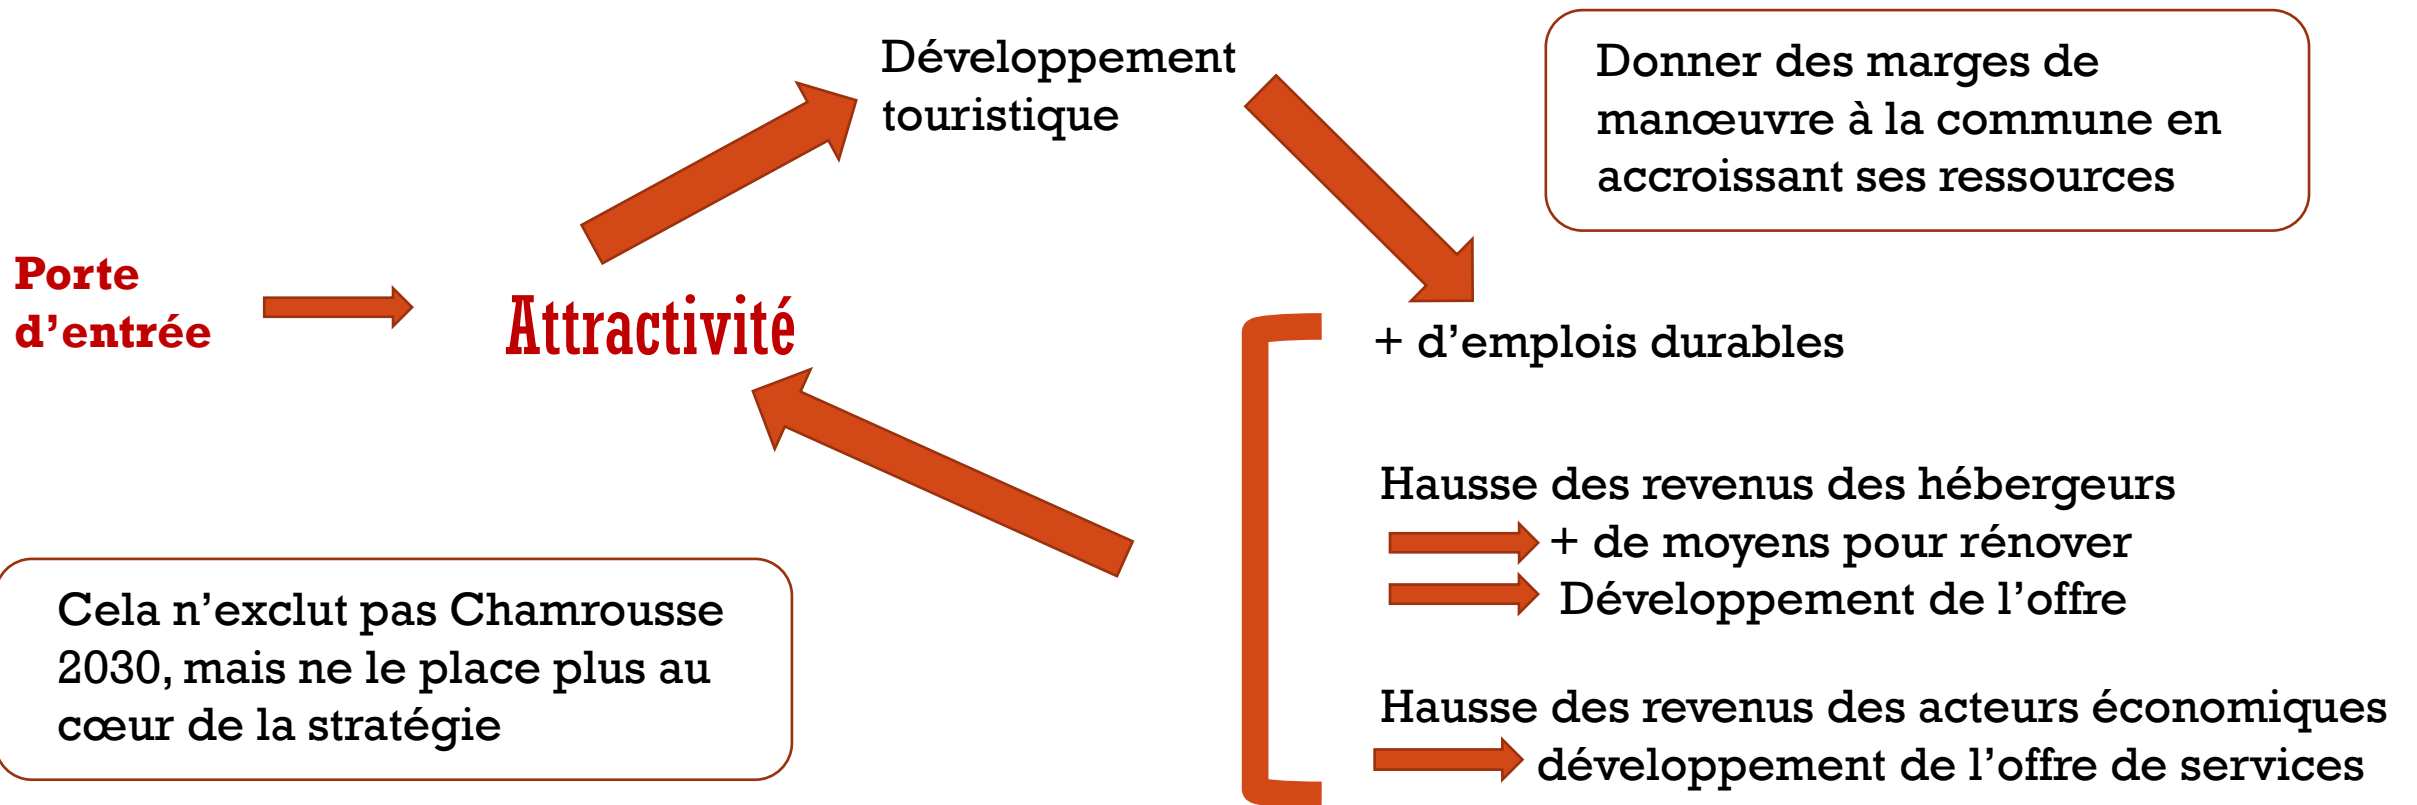 Développement
touristique
Donner des marges de
manœuvre à la commune en
accroissant ses ressources
Porte
d’entrée
Attractivité
+ d’emplois durables
Hausse des revenus des hébergeurs
+ de moyens pour rénover
Développement de l’offre
Hausse des revenus des acteurs économiques
développement de l’offre de services
Cela n’exclut pas Chamrousse
2030, mais ne le place plus au
cœur de la stratégie